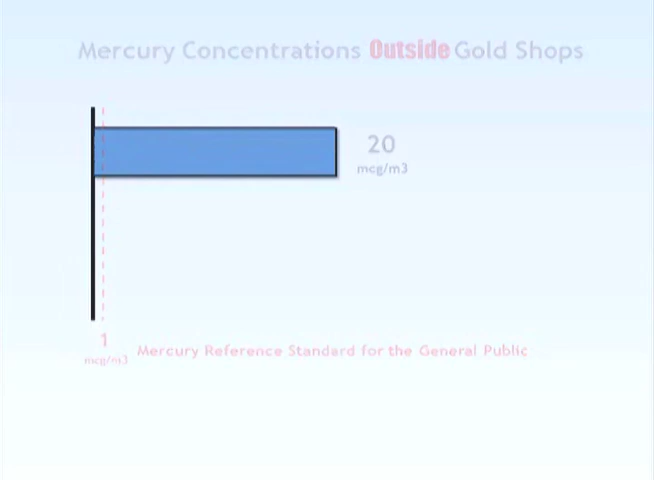 Mercury Concentrations Outside Gold Shops
20
mcg/m3
1
mcg/m3
Mercury Reference Standard for the General Public